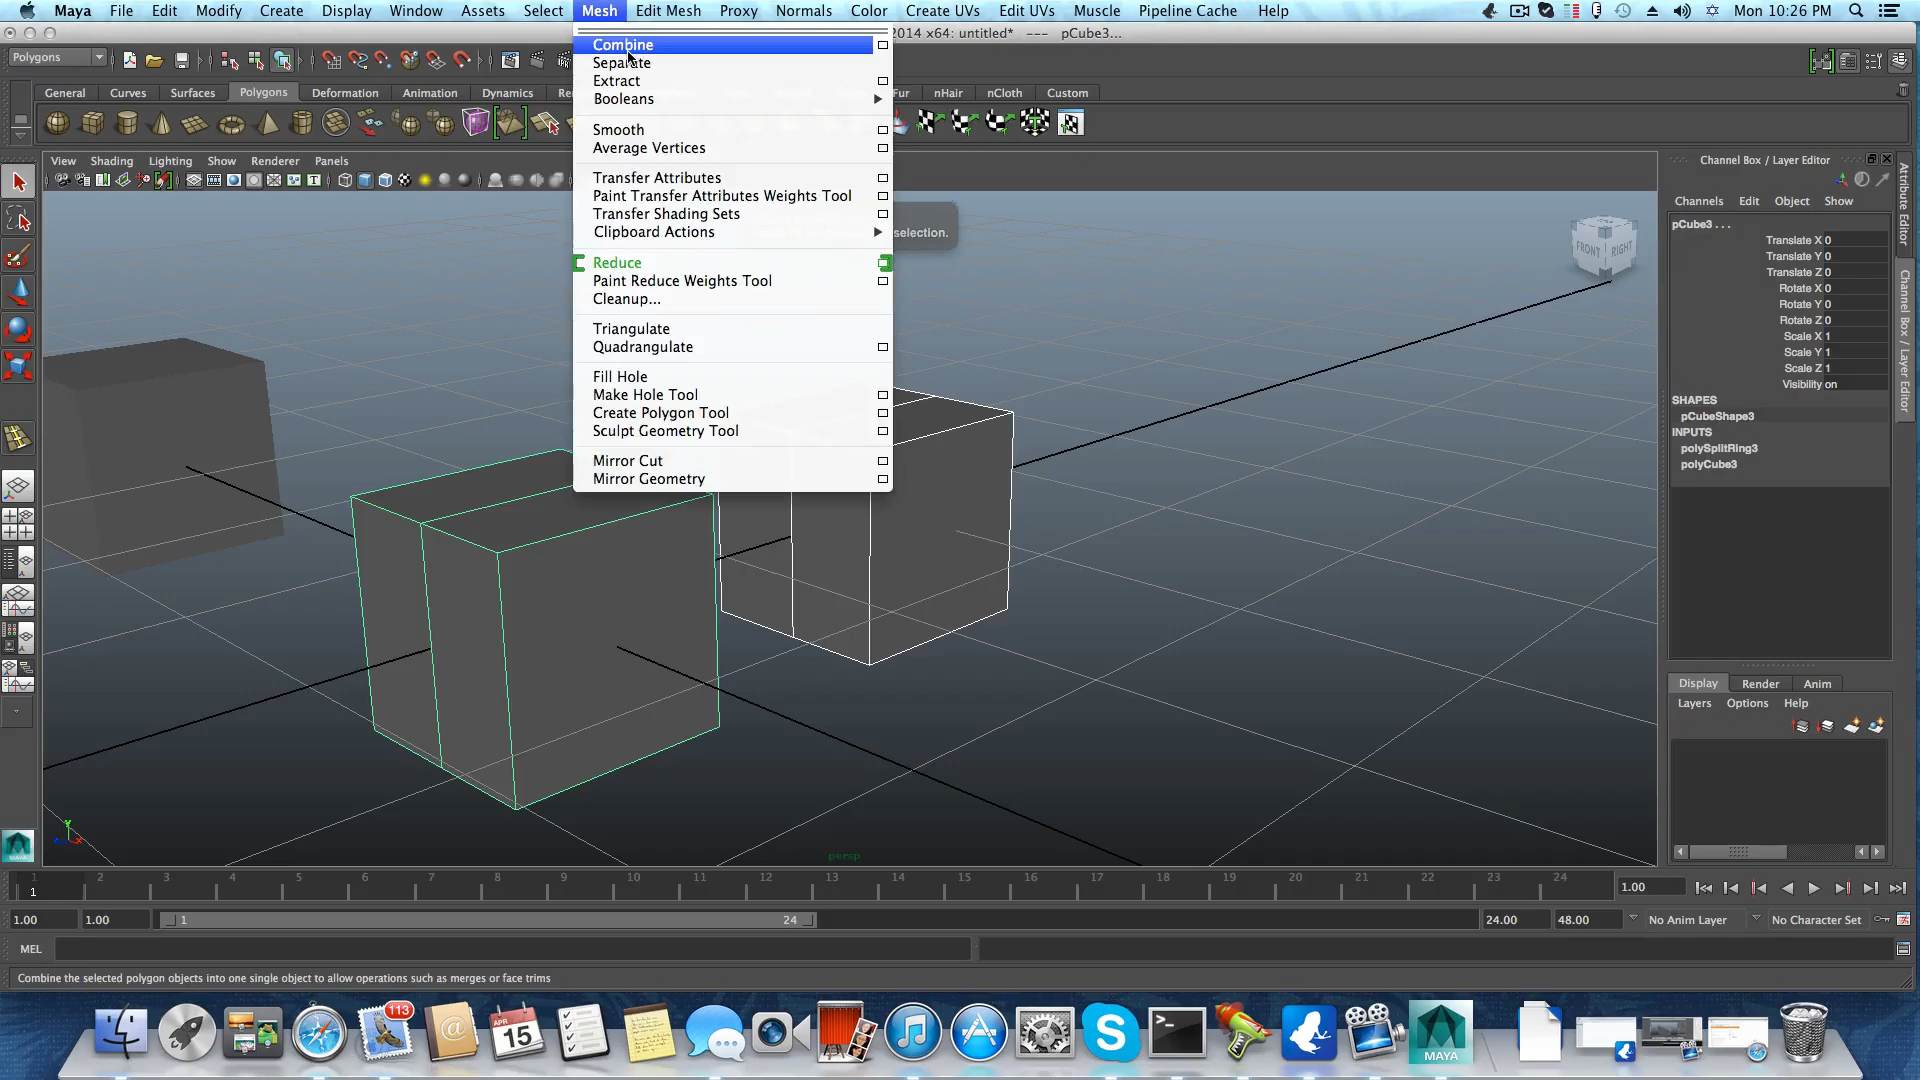 Maya File Edit Modify Create Display Window Assets Select Mesh Edit Mesh Proxy Normals Color Create UVs Edit UVs Muscle Pipeline Cache Help Mon 10:26 PM
2014 x64: untitled* --- pCube3...
Polygons
General Curves Surfaces Polygons Deformation Animation Dynamics Fur nHair nCloth Custom
View Shading Lighting Show Renderer Panels
Combine
Separate
Extract
Booleans
Smooth
Average Vertices
Transfer Attributes
Paint Transfer Attributes Weights Tool
Transfer Shading Sets
Clipboard Actions
Reduce
Paint Reduce Weights Tool
Cleanup...
Triangulate
Quadrangulate
Fill Hole
Make Hole Tool
Create Polygon Tool
Sculpt Geometry Tool
Mirror Cut
Mirror Geometry
selection.
FRONT RIGHT
persp
Channel Box / Layer Editor
Channels Edit Object Show
pCube3 . . .
Translate X 0
Translate Y 0
Translate Z 0
Rotate X 0
Rotate Y 0
Rotate Z 0
Scale X 1
Scale Y 1
Scale Z 1
Visibility on
SHAPES
pCubeShape3
INPUTS
polySplitRing3
polyCube3
Attribute Editor
Channel Box / Layer Editor
Display Render Anim
Layers Options Help
1 2 3 4 5 6 7 8 9 10 11 12 13 14 15 16 17 18 19 20 21 22 23 24
1 1.00
1.00 1.00 1 24 24.00 48.00 No Anim Layer No Character Set
MEL
Combine the selected polygon objects into one single object to allow operations such as merges or face trims
113
APR
15
MAYA